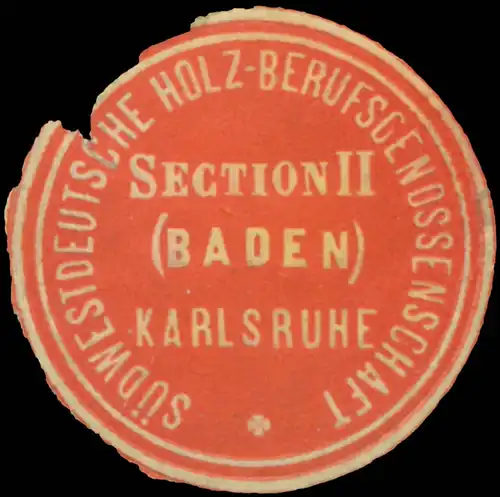 SÜDWESTDEUTSCHE HOLZ-BERUFSGENOSSENSCHAFT
SECTION II
(BADEN)
KARLSRUHE